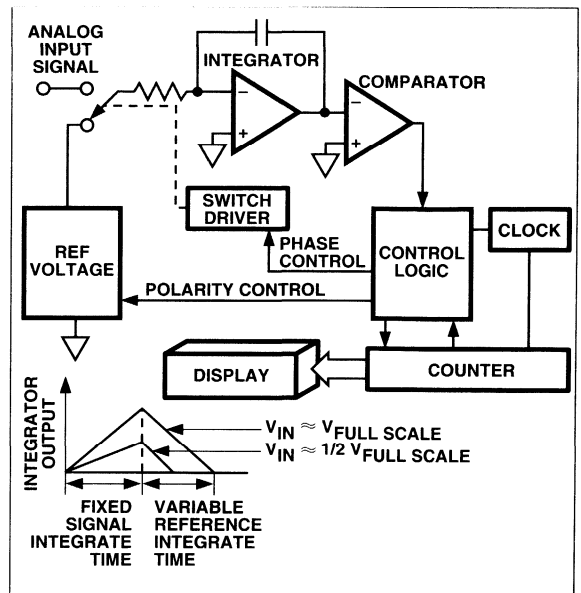 ANALOG
INPUT
SIGNAL
INTEGRATOR
COMPARATOR
−
+
−
+
SWITCH
DRIVER
REF
VOLTAGE
PHASE
CONTROL
CONTROL
LOGIC
CLOCK
POLARITY CONTROL
DISPLAY
COUNTER
INTEGRATOR
OUTPUT
VIN ≈ VFULL SCALE
VIN ≈ 1/2 VFULL SCALE
FIXED
SIGNAL
INTEGRATE
TIME
VARIABLE
REFERENCE
INTEGRATE
TIME